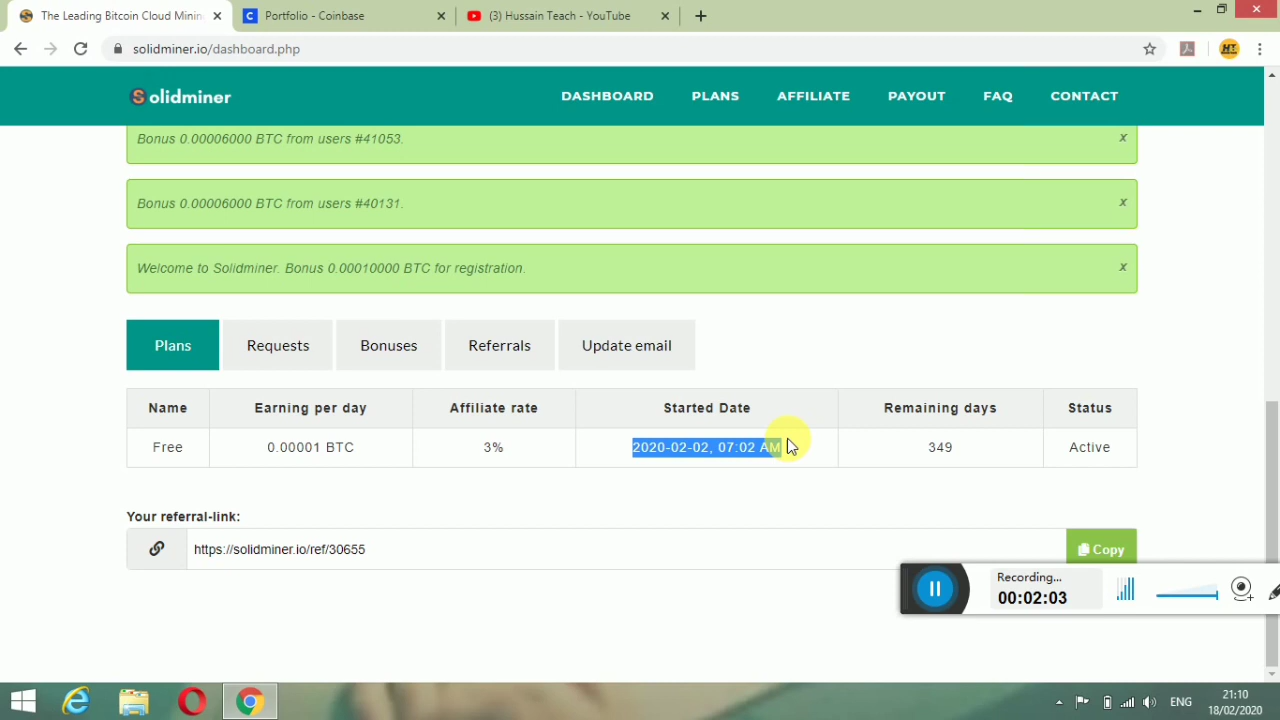 The Leading Bitcoin Cloud Minin
Portfolio - Coinbase
(3) Hussain Teach - YouTube
solidminer.io/dashboard.php
Solidminer
DASHBOARD
PLANS
AFFILIATE
PAYOUT
FAQ
CONTACT
Bonus 0.00006000 BTC from users #41053.
x
Bonus 0.00006000 BTC from users #40131.
x
Welcome to Solidminer. Bonus 0.00010000 BTC for registration.
x
Plans
Requests
Bonuses
Referrals
Update email
Name Earning per day Affiliate rate Started Date Remaining days Status
Free 0.00001 BTC 3% 2020-02-02, 07:02 AM 349 Active
Your referral-link:
https://solidminer.io/ref/30655
Copy
Recording...
00:02:03
ENG
21:10
18/02/2020